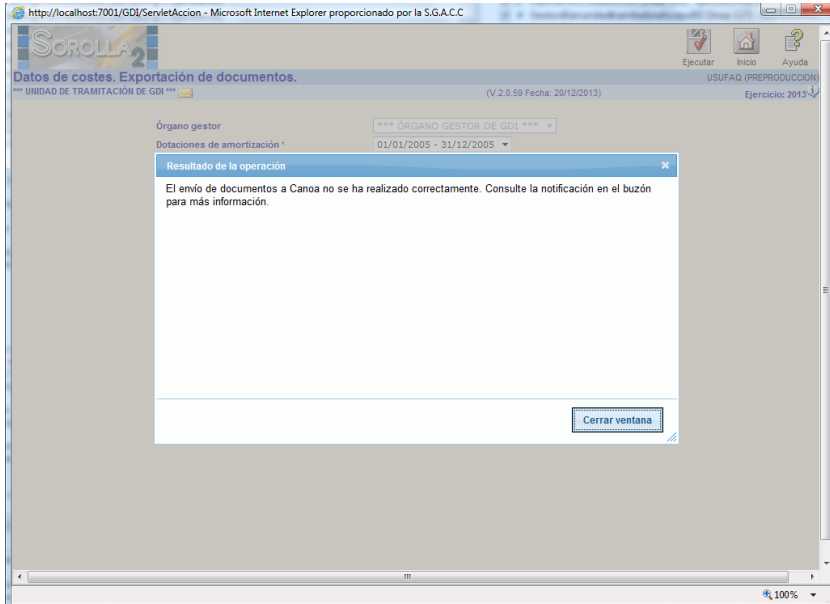 http://localhost:7001/GDI/ServletAccion - Microsoft Internet Explorer proporcionado por la S.G.A.C.C
SOROLLA2
Ejecutar Inicio Ayuda
Datos de costes. Exportación de documentos.
USUFAQ (PREPRODUCCION)
*** UNIDAD DE TRAMITACIÓN DE GDI ***
(V.2.0.59 Fecha: 20/12/2013)
Ejercicio: 2013
Órgano gestor
*** ÓRGANO GESTOR DE GDI ***
Dotaciones de amortización *
01/01/2005 - 31/12/2005
Resultado de la operación
El envío de documentos a Canoa no se ha realizado correctamente. Consulte la notificación en el buzón
para más información.
Cerrar ventana
100%